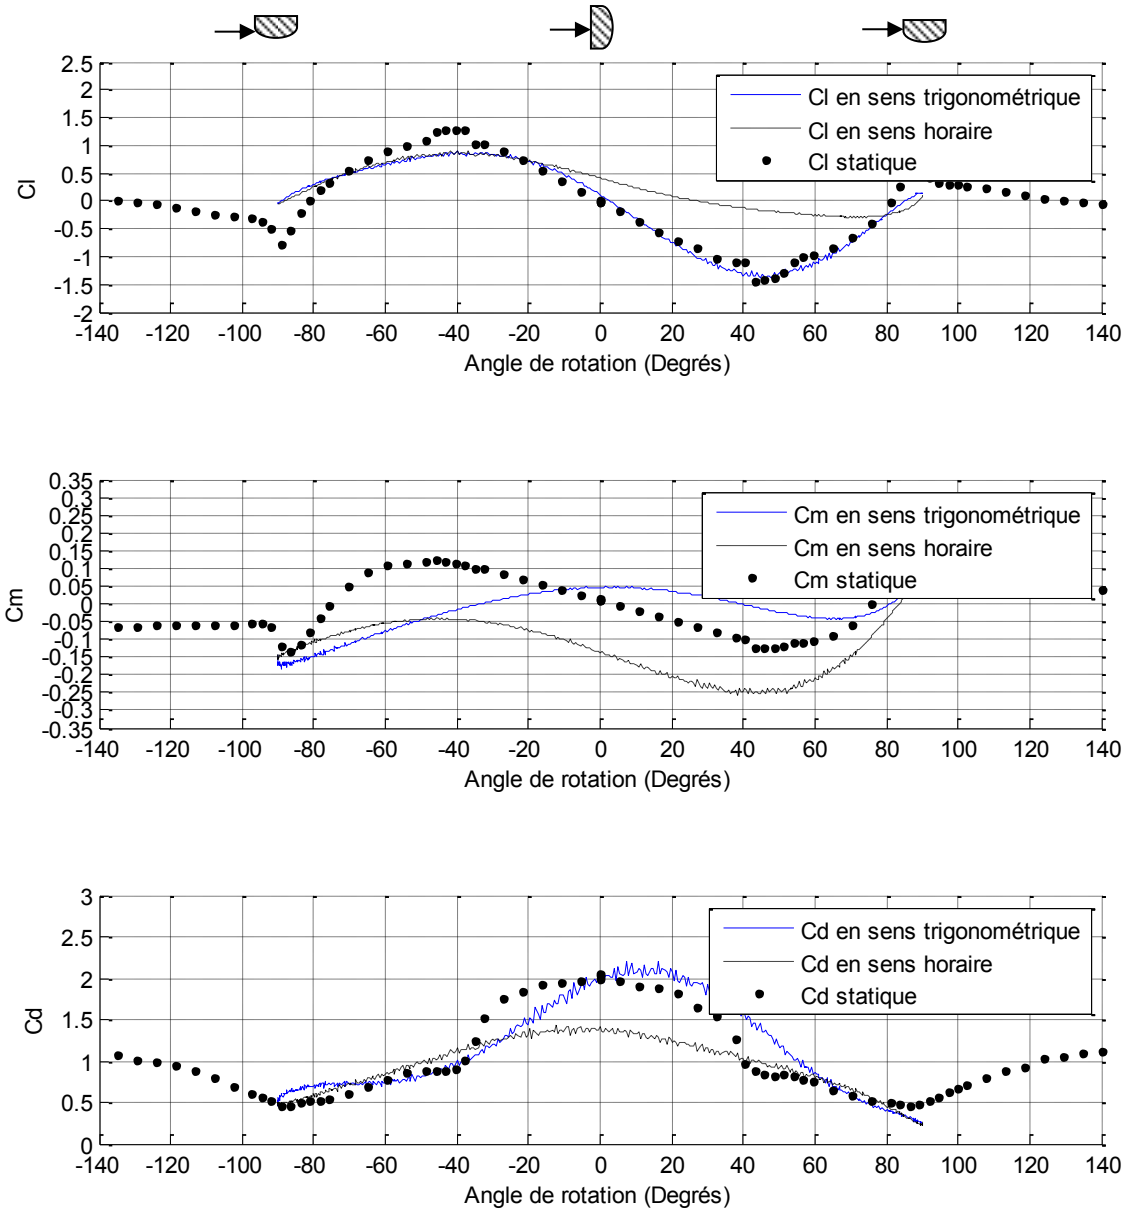 2.5
2
1.5
1
0.5
0
-0.5
-1
-1.5
-2
Cl
Cl en sens trigonométrique
Cl en sens horaire
Cl statique
-140 -120 -100 -80 -60 -40 -20 0 20 40 60 80 100 120 140
Angle de rotation (Degrés)
0.35
0.3
0.25
0.2
0.15
0.1
0.05
0
-0.05
-0.1
-0.15
-0.2
-0.25
-0.3
-0.35
Cm
Cm en sens trigonométrique
Cm en sens horaire
Cm statique
-140 -120 -100 -80 -60 -40 -20 0 20 40 60 80 100 120 140
Angle de rotation (Degrés)
3
2.5
2
1.5
1
0.5
0
Cd
Cd en sens trigonométrique
Cd en sens horaire
Cd statique
-140 -120 -100 -80 -60 -40 -20 0 20 40 60 80 100 120 140
Angle de rotation (Degrés)